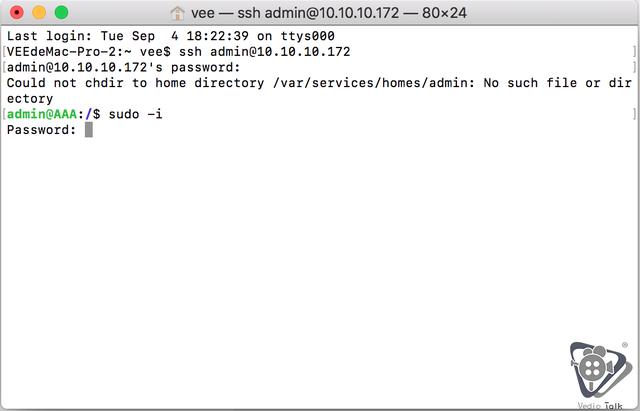 vee — ssh admin@10.10.10.172 — 80×24
Last login: Tue Sep  4 18:22:39 on ttys000
[VEEdeMac-Pro-2:~ vee$ ssh admin@10.10.10.172 ]
[admin@10.10.10.172's password: ]
Could not chdir to home directory /var/services/homes/admin: No such file or dir
ectory
[admin@AAA:/$ sudo -i ]
Password:
®
Vedio Talk